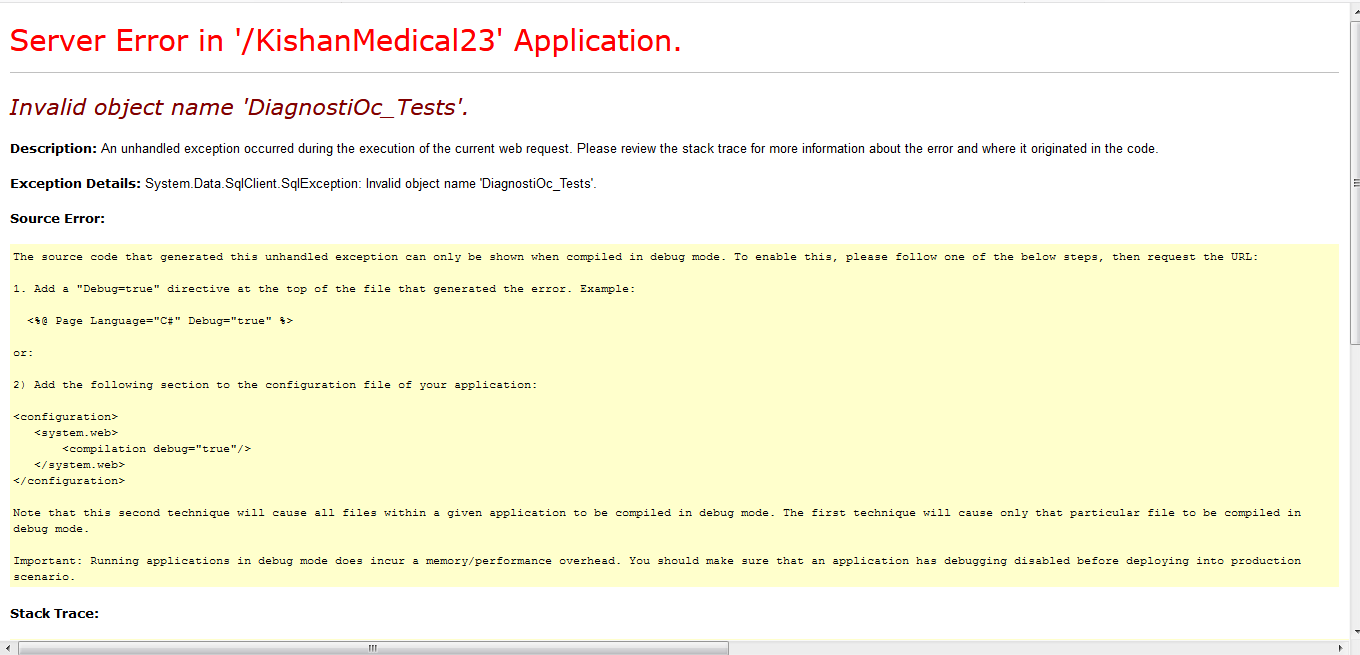 Server Error in '/KishanMedical23' Application.
Invalid object name 'DiagnostiOc_Tests'.
Description: An unhandled exception occurred during the execution of the current web request. Please review the stack trace for more information about the error and where it originated in the code.
Exception Details: System.Data.SqlClient.SqlException: Invalid object name 'DiagnostiOc_Tests'.
Source Error:
The source code that generated this unhandled exception can only be shown when compiled in debug mode. To enable this, please follow one of the below steps, then request the URL:
1. Add a "Debug=true" directive at the top of the file that generated the error. Example:
<%@ Page Language="C#" Debug="true" %>
or:
2) Add the following section to the configuration file of your application:
<configuration>
<system.web>
<compilation debug="true"/>
</system.web>
</configuration>
Note that this second technique will cause all files within a given application to be compiled in debug mode. The first technique will cause only that particular file to be compiled in
debug mode.
Important: Running applications in debug mode does incur a memory/performance overhead. You should make sure that an application has debugging disabled before deploying into production
scenario.
Stack Trace: